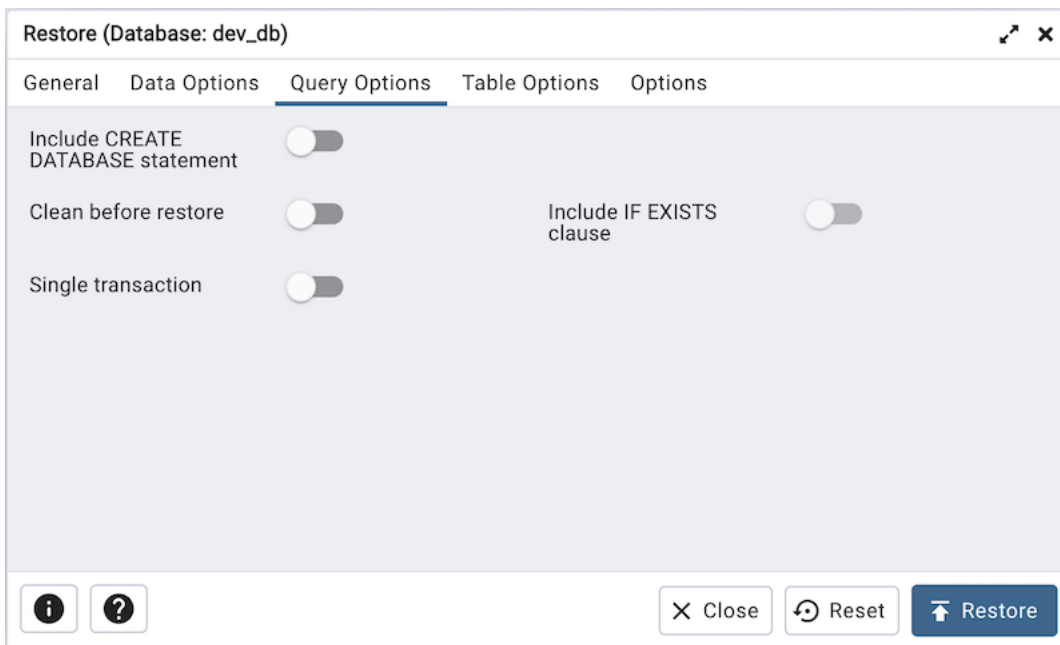 Restore (Database: dev_db)
General Data Options Query Options Table Options Options
Include CREATE
DATABASE statement
Clean before restore
Include IF EXISTS
clause
Single transaction
Close Reset Restore